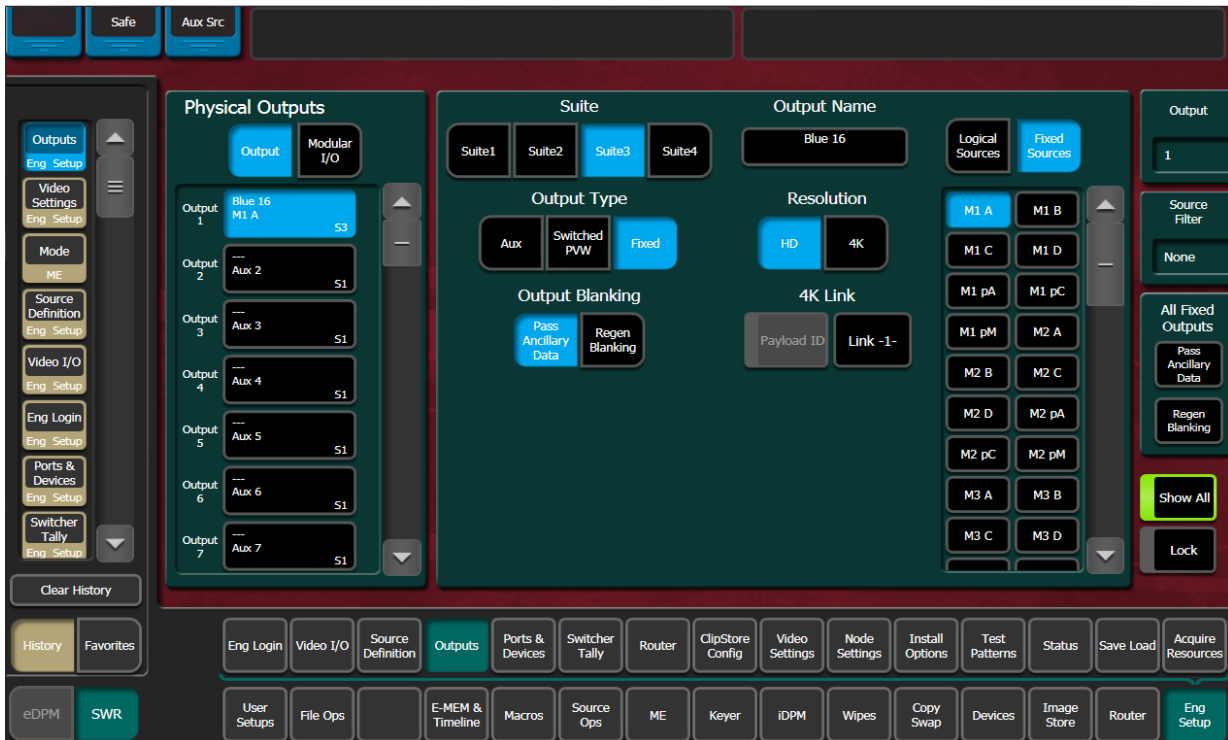 Safe
Aux Src
Outputs
Eng Setup
Video
Settings
Eng Setup
Mode
ME
Source
Definition
Eng Setup
Video I/O
Eng Setup
Eng Login
Eng Setup
Ports &
Devices
Eng Setup
Switcher
Tally
Eng Setup
Clear History
History
Favorites
eDPM
SWR
Physical Outputs
Output
Modular
I/O
Output
1
Blue 16
M1 A
S3
Output
2
---
Aux 2
S1
Output
3
---
Aux 3
S1
Output
4
---
Aux 4
S1
Output
5
---
Aux 5
S1
Output
6
---
Aux 6
S1
Output
7
---
Aux 7
S1
Suite
Suite1
Suite2
Suite3
Suite4
Output Name
Blue 16
Output Type
Aux
Switched
PVW
Fixed
Resolution
HD
4K
Output Blanking
Pass
Ancillary
Data
Regen
Blanking
4K Link
Payload ID
Link -1-
Logical
Sources
Fixed
Sources
M1 A
M1 B
M1 C
M1 D
M1 pA
M1 pC
M1 pM
M2 A
M2 B
M2 C
M2 D
M2 pA
M2 pC
M2 pM
M3 A
M3 B
M3 C
M3 D
Output
1
Source
Filter
None
All Fixed
Outputs
Pass
Ancillary
Data
Regen
Blanking
Show All
Lock
Eng Login
Video I/O
Source
Definition
Outputs
Ports &
Devices
Switcher
Tally
Router
ClipStore
Config
Video
Settings
Node
Settings
Install
Options
Test
Patterns
Status
Save Load
Acquire
Resources
User
Setups
File Ops
E-MEM &
Timeline
Macros
Source
Ops
ME
Keyer
iDPM
Wipes
Copy
Swap
Devices
Image
Store
Router
Eng
Setup